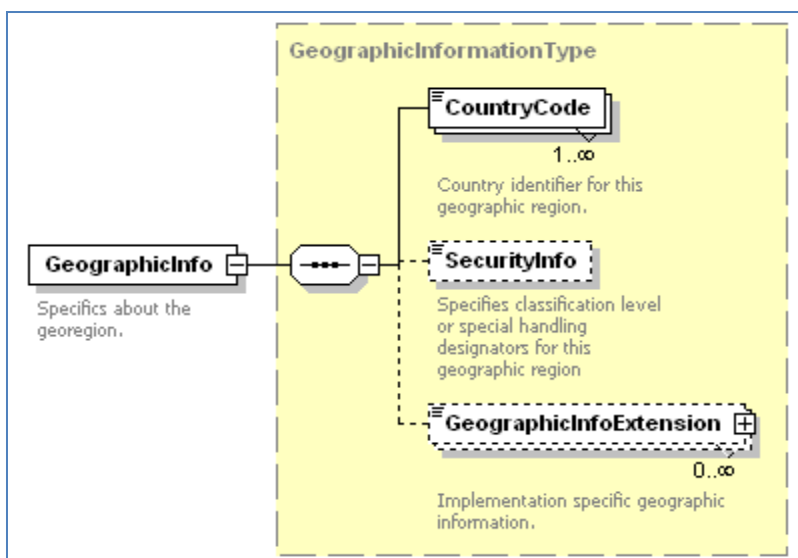 GeographicInformationType
CountryCode
1..∞
Country identifier for this
geographic region.
GeographicInfo
Specifics about the
georegion.
SecurityInfo
Specifies classification level
or special handling
designators for this
geographic region
GeographicInfoExtension
0..∞
Implementation specific geographic
information.